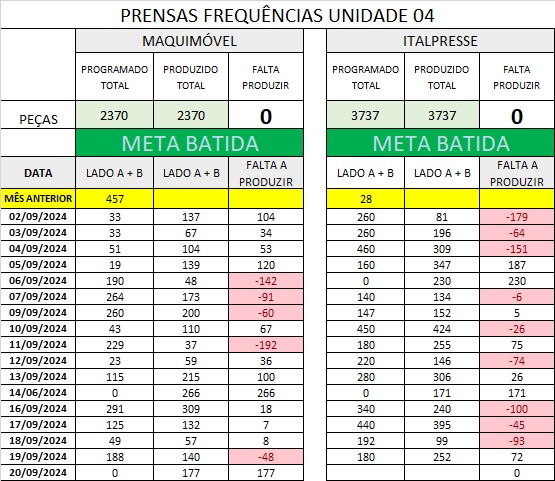 PRENSAS FREQUÊNCIAS UNIDADE 04
MAQUIMÓVEL ITALPRESSE
PROGRAMADO TOTAL PRODUZIDO TOTAL FALTA PRODUZIR PROGRAMADO TOTAL PRODUZIDO TOTAL FALTA PRODUZIR
PEÇAS 2370 2370 0 3737 3737 0
META BATIDA META BATIDA
DATA LADO A + B LADO A + B FALTA A PRODUZIR LADO A + B LADO A + B FALTA A PRODUZIR
MÊS ANTERIOR 457 28
02/09/2024 33 137 104 260 81 -179
03/09/2024 33 67 34 260 196 -64
04/09/2024 51 104 53 460 309 -151
05/09/2024 19 139 120 160 347 187
06/09/2024 190 48 -142 0 230 230
07/09/2024 264 173 -91 140 134 -6
09/09/2024 260 200 -60 147 152 5
10/09/2024 43 110 67 450 424 -26
11/09/2024 229 37 -192 180 255 75
12/09/2024 23 59 36 220 146 -74
13/09/2024 115 215 100 280 306 26
14/06/2024 0 266 266 0 171 171
16/09/2024 291 309 18 340 240 -100
17/09/2024 125 132 7 440 395 -45
18/09/2024 49 57 8 192 99 -93
19/09/2024 188 140 -48 180 252 72
20/09/2024 0 177 177 0